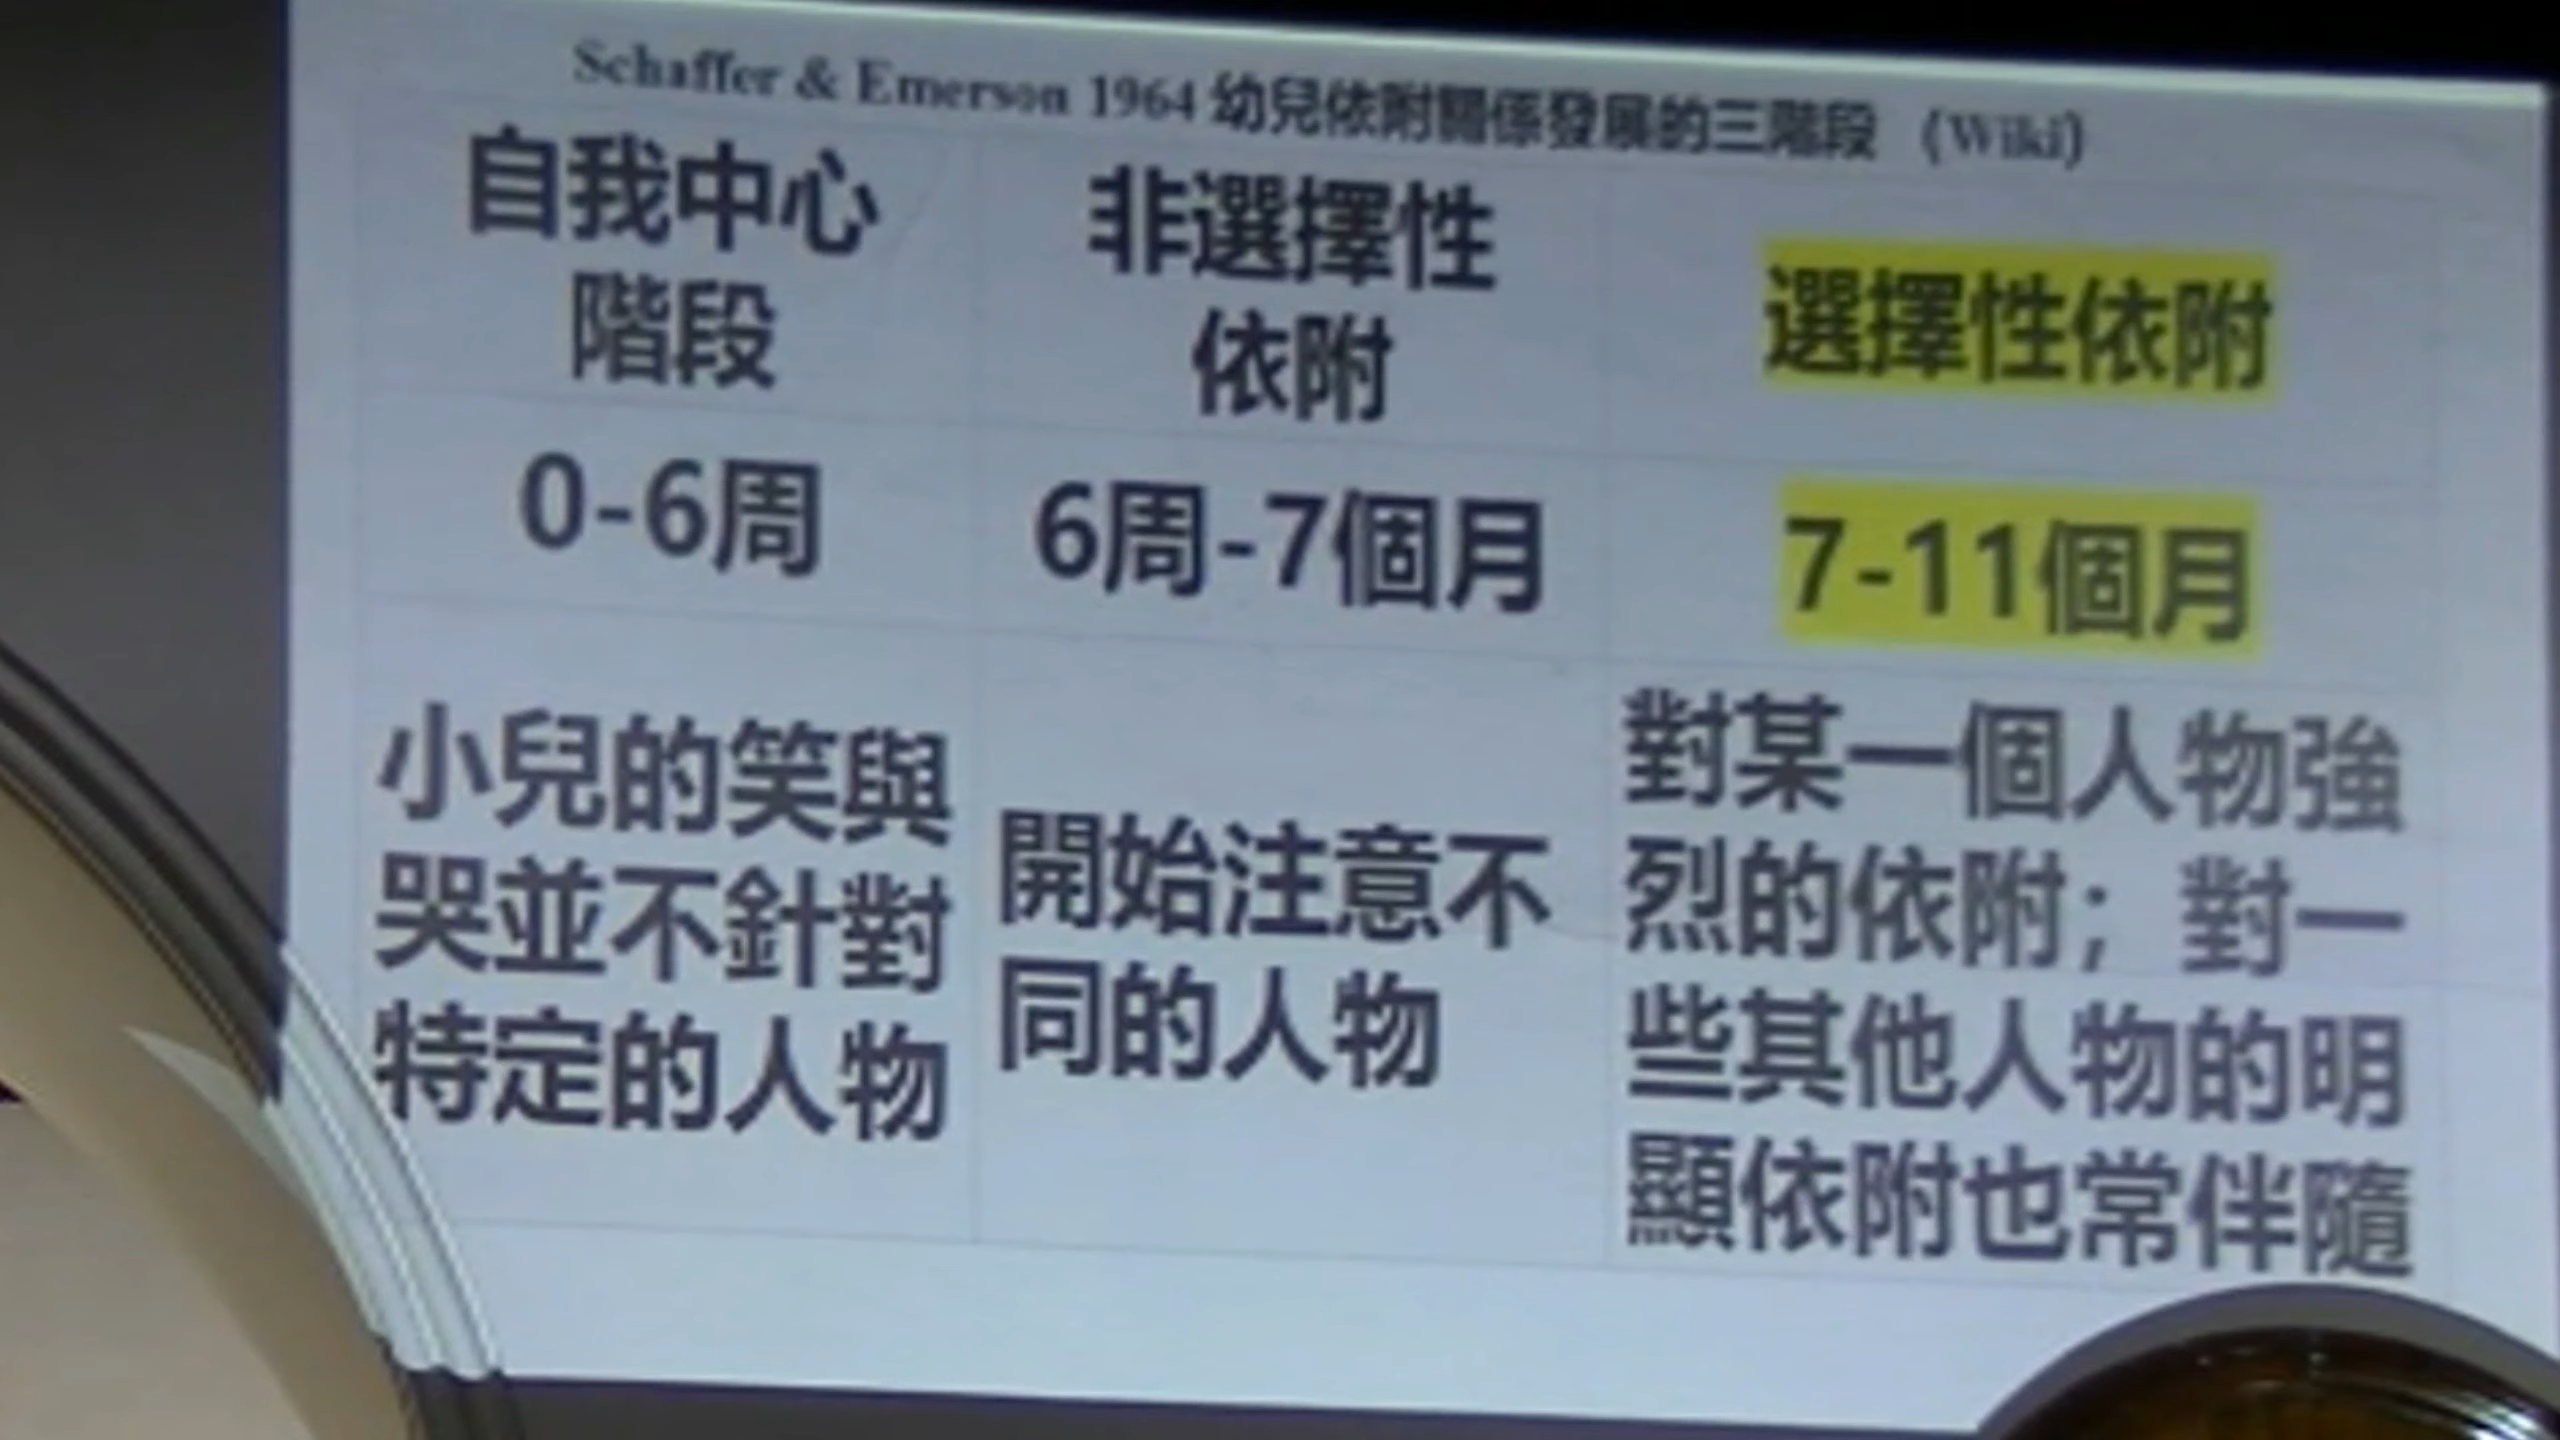 Schaffer & Emerson 1964 幼兒依附關係發展的三階段 (Wiki)
自我中心
階段
非選擇性
依附
選擇性依附
0-6周
6周-7個月
7-11個月
小兒的笑與
哭並不針對
特定的人物
開始注意不
同的人物
對某一個人物強
烈的依附；對一
些其他人物的明
顯依附也常伴隨